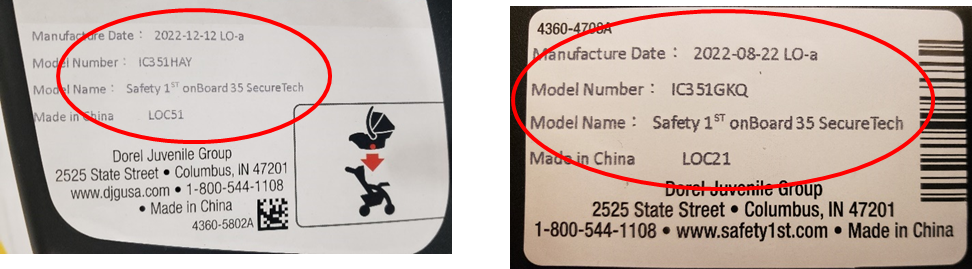 Manufacture Date : 2022-12-12 LO-a
Model Number : IC351HAY
Model Name : Safety 1ST onBoard 35 SecureTech
Made in China LOC51
Dorel Juvenile Group
2525 State Street • Columbus, IN 47201
www.djgusa.com • 1-800-544-1108
• Made in China
4360-5802A
4360-4708A
Manufacture Date : 2022-08-22 LO-a
Model Number : IC351GKQ
Model Name : Safety 1ST onBoard 35 SecureTech
Made in China LOC21
Dorel Juvenile Group
2525 State Street • Columbus, IN 47201
1-800-544-1108 • www.safety1st.com • Made in China